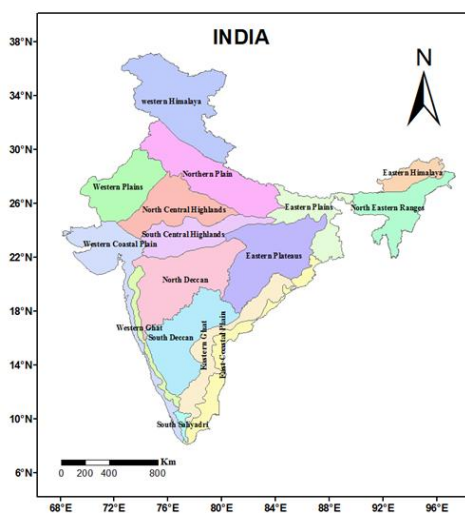 INDIA
N
38°N
34°N
30°N
26°N
22°N
18°N
14°N
10°N
6°N
western Himalaya
Northern Plain
Western Plains
Eastern Himalaya
North Eastern Ranges
Eastern Plains
North Central Highlands
South Central Highlands
Western Coastal Plain
Eastern Plateaus
North Deccan
Western Ghat
South Deccan
Eastern Ghat
East Coastal Plain
South Sahyadri
Km
0 200 400 800
68°E 72°E 76°E 80°E 84°E 88°E 92°E 96°E